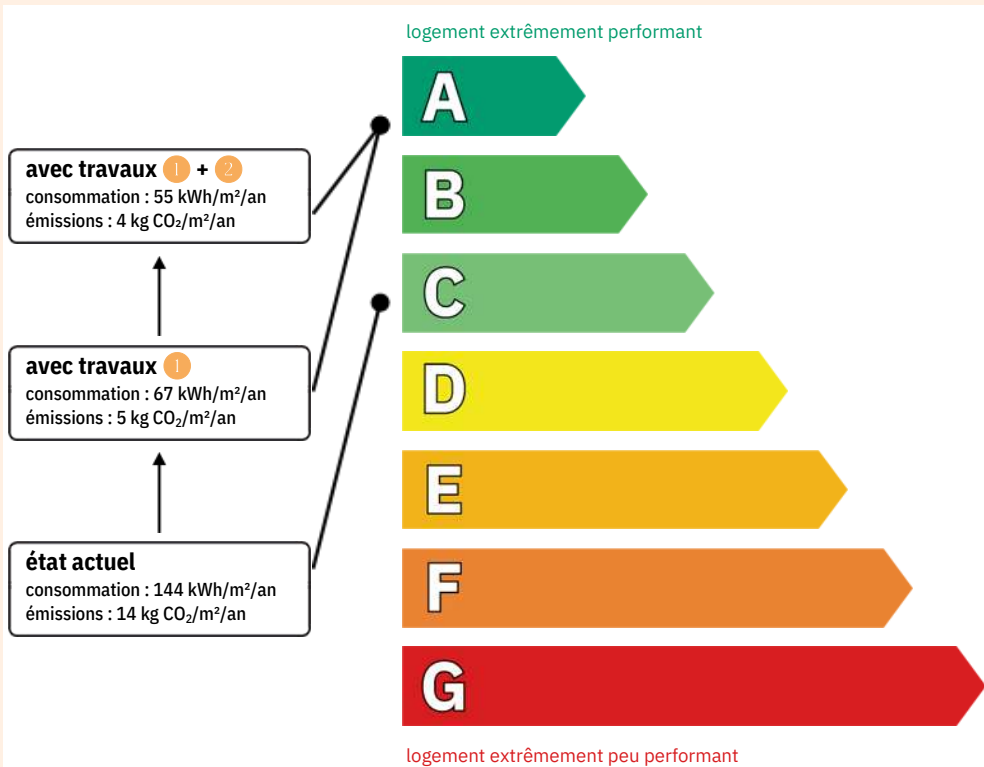 logement extrêmement performant
A
avec travaux 1 + 2
consommation : 55 kWh/m²/an
émissions : 4 kg CO₂/m²/an
B
C
avec travaux 1
consommation : 67 kWh/m²/an
émissions : 5 kg CO₂/m²/an
D
E
état actuel
consommation : 144 kWh/m²/an
émissions : 14 kg CO₂/m²/an
F
G
logement extrêmement peu performant